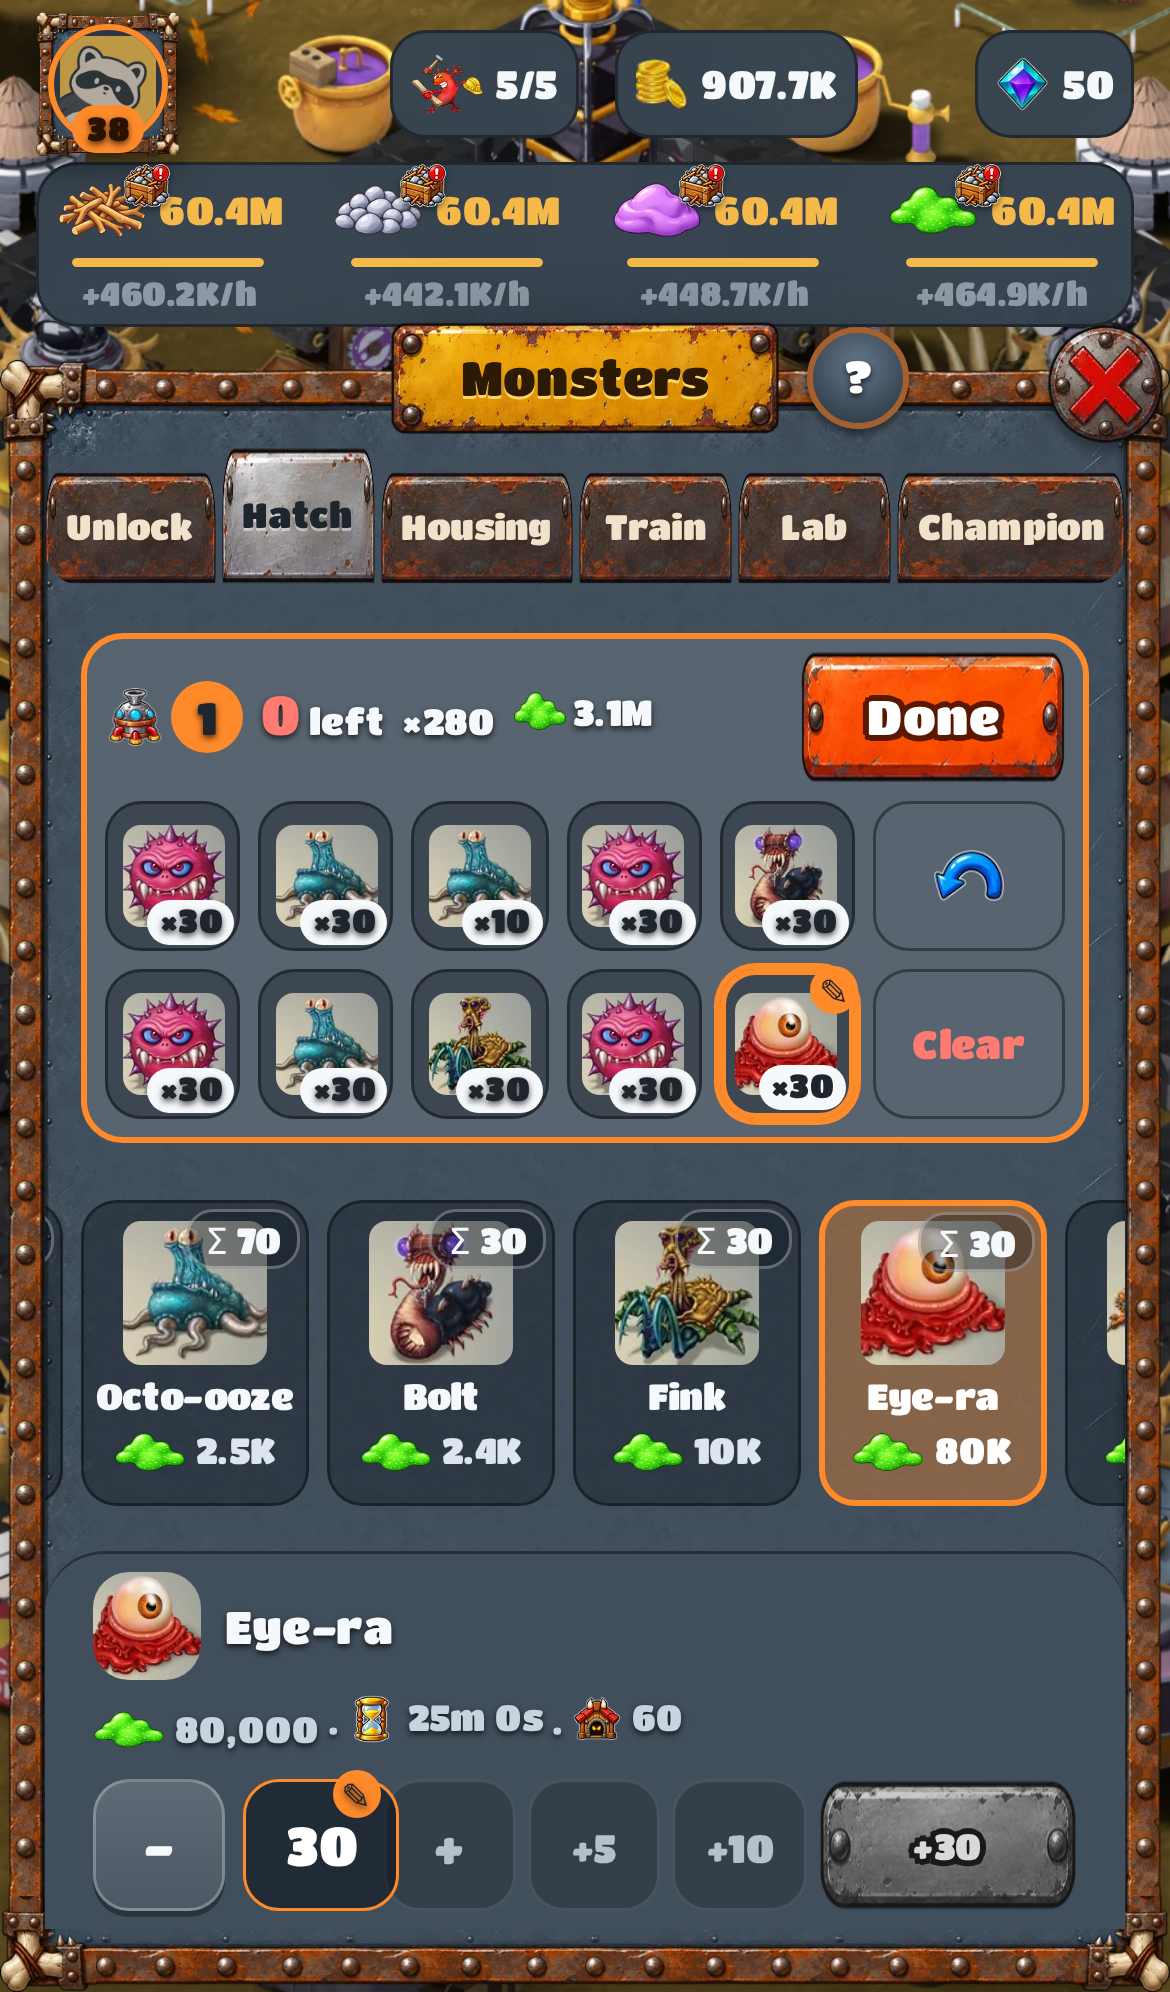 38
5/5
907.7K
50
60.4M
60.4M
60.4M
60.4M
+460.2K/h
+442.1K/h
+448.7K/h
+464.9K/h
Monsters
?
Unlock
Hatch
Housing
Train
Lab
Champion
1
0 left ×280
3.1M
Done
×30
×30
×10
×30
×30
×30
×30
×30
×30
×30
Clear
Σ 70
Σ 30
Σ 30
Σ 30
Octo-ooze
Bolt
Fink
Eye-ra
2.5K
2.4K
10K
80K
Eye-ra
80,000 · 25m 0s . 60
-
30
+
+5
+10
+30